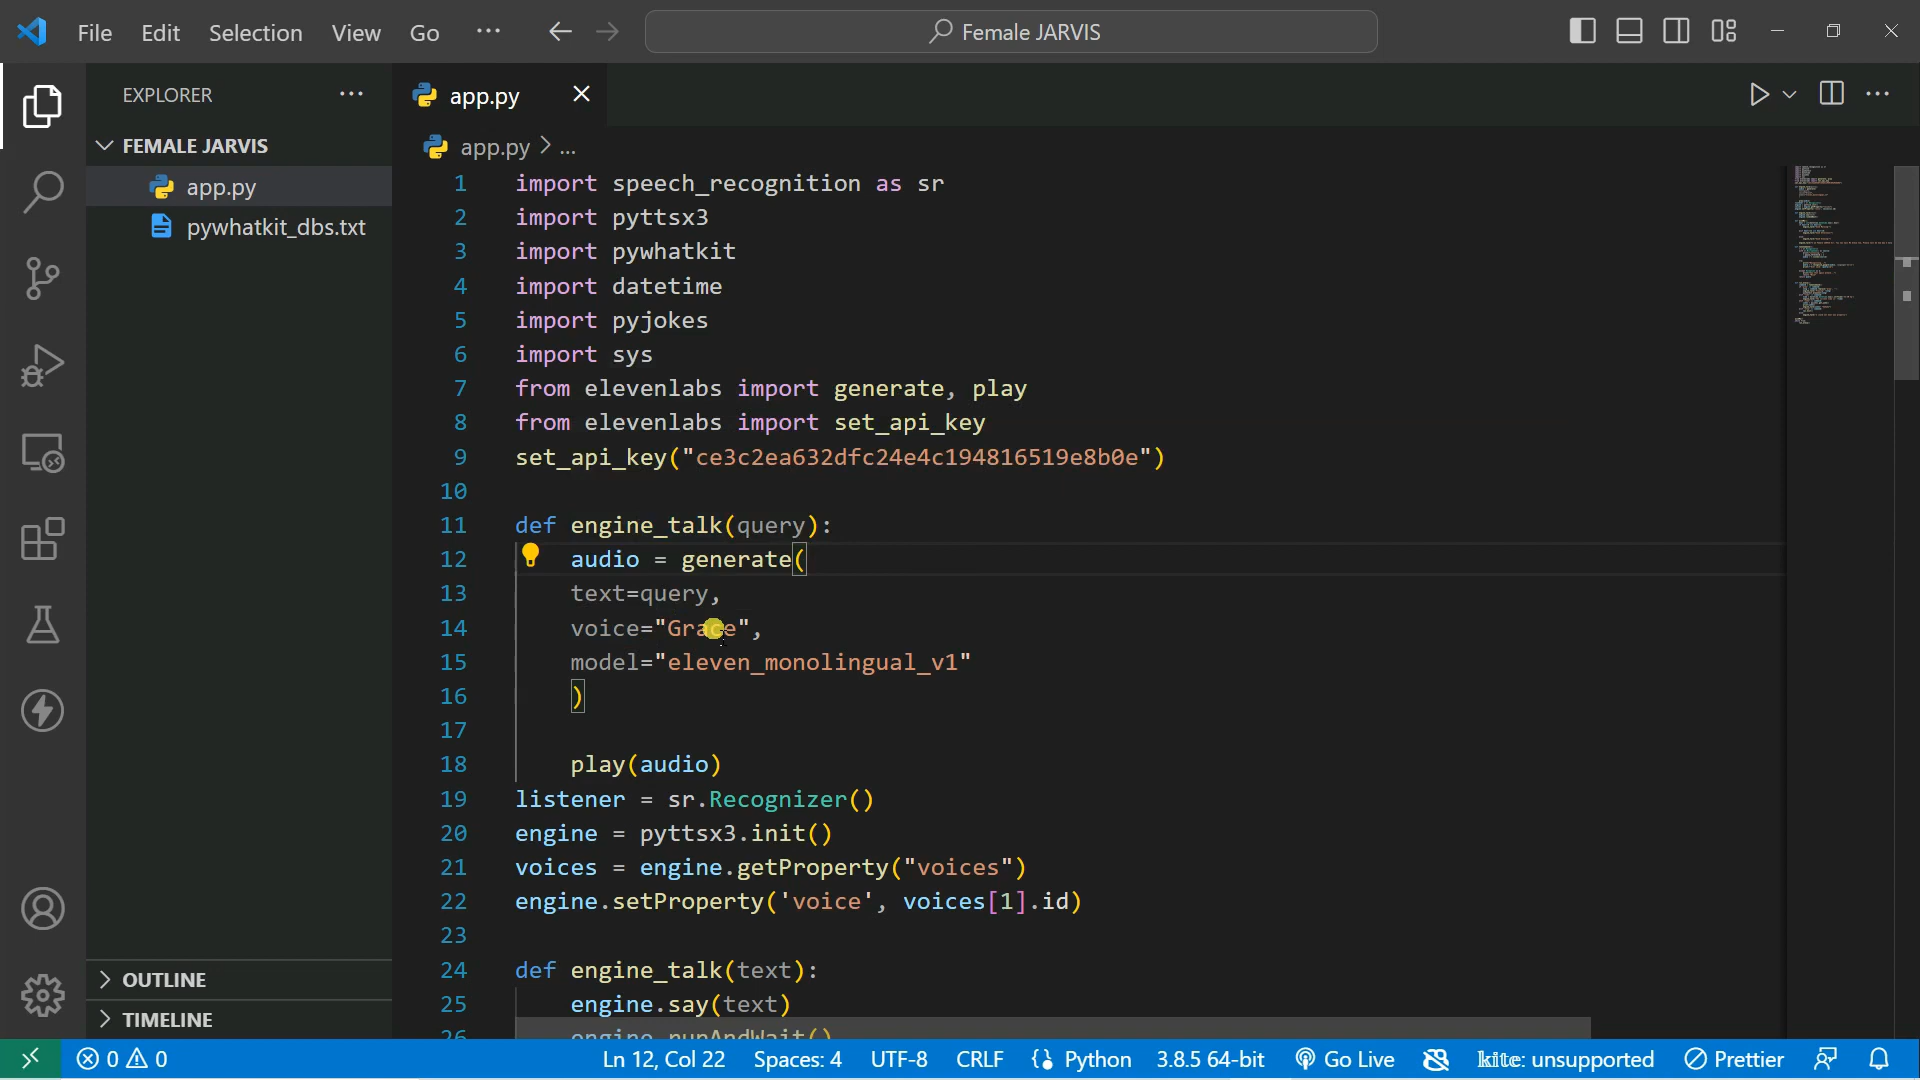 File Edit Selection View Go ··· Female JARVIS
EXPLORER ···
FEMALE JARVIS
app.py
pywhatkit_dbs.txt
OUTLINE
TIMELINE
app.py
app.py > ...
1 import speech_recognition as sr
2 import pyttsx3
3 import pywhatkit
4 import datetime
5 import pyjokes
6 import sys
7 from elevenlabs import generate, play
8 from elevenlabs import set_api_key
9 set_api_key("ce3c2ea632dfc24e4c194816519e8b0e")
10
11 def engine_talk(query):
12 audio = generate(
13 text=query,
14 voice="Grace",
15 model="eleven_monolingual_v1"
16 )
17
18 play(audio)
19 listener = sr.Recognizer()
20 engine = pyttsx3.init()
21 voices = engine.getProperty("voices")
22 engine.setProperty('voice', voices[1].id)
23
24 def engine_talk(text):
25 engine.say(text)
26 engine.runAndWait()
0 0 Ln 12, Col 22 Spaces: 4 UTF-8 CRLF Python 3.8.5 64-bit Go Live kite: unsupported Prettier